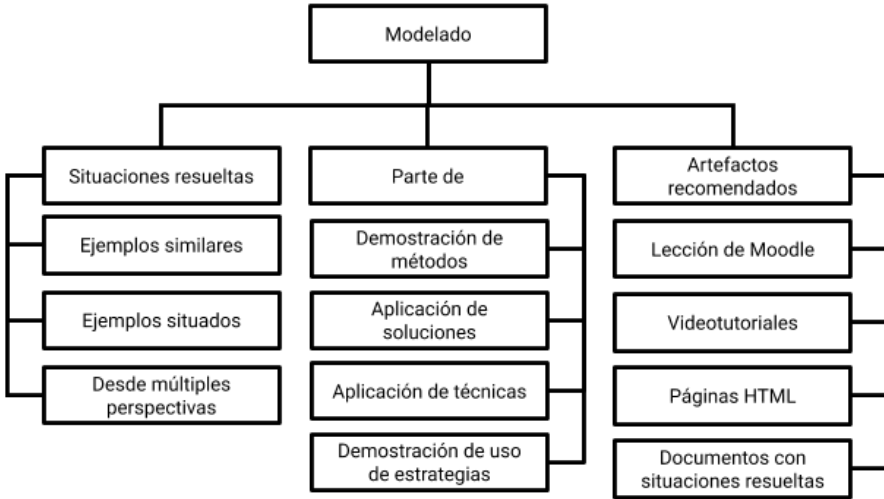 Modelado
Situaciones resueltas
Ejemplos similares
Ejemplos situados
Desde múltiples
perspectivas
Parte de
Demostración de
métodos
Aplicación de
soluciones
Aplicación de técnicas
Demostración de uso
de estrategias
Artefactos
recomendados
Lección de Moodle
Videotutoriales
Páginas HTML
Documentos con
situaciones resueltas